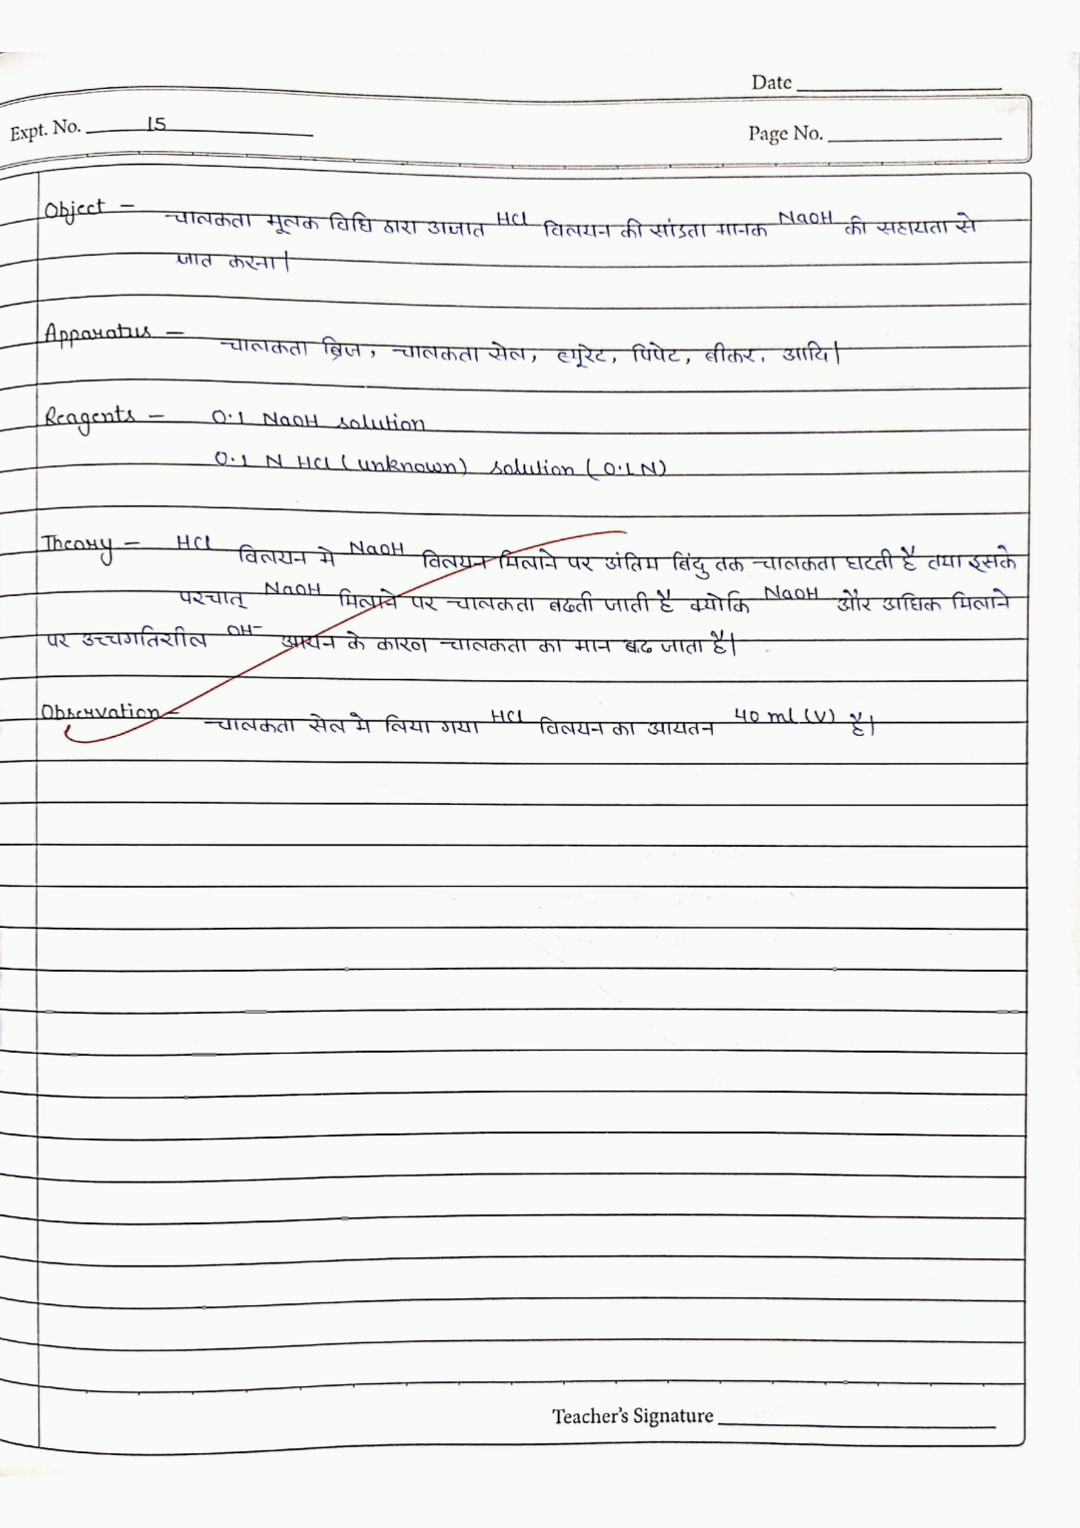 Date
Expt. No. 15
Page No.
Object - चालकता मूलक विधि द्वारा अज्ञात HCl विलयन की सांद्रता मानक NaOH की सहायता से
ज्ञात करना।
Apparatus - चालकता ब्रिज, चालकता सेल, ब्यूरेट, पिपेट, बीकर, आदि।
Reagents - 0.1 NaOH solution
0.1 N HCl (unknown) solution (0.1N)
Theory - HCl विलयन मे NaOH विलयन मिलाने पर अंतिम बिंदु तक चालकता घटती है तथा इसके
पश्चात् NaOH मिलाने पर चालकता बढती जाती है क्योकि NaOH और अधिक मिलाने
पर उच्चगतिशील OH- आयन के कारण चालकता का मान बढ जाता है।
Observation - चालकता सेल मे लिया गया HCl विलयन का आयतन 40 ml (V) है।
Teacher's Signature